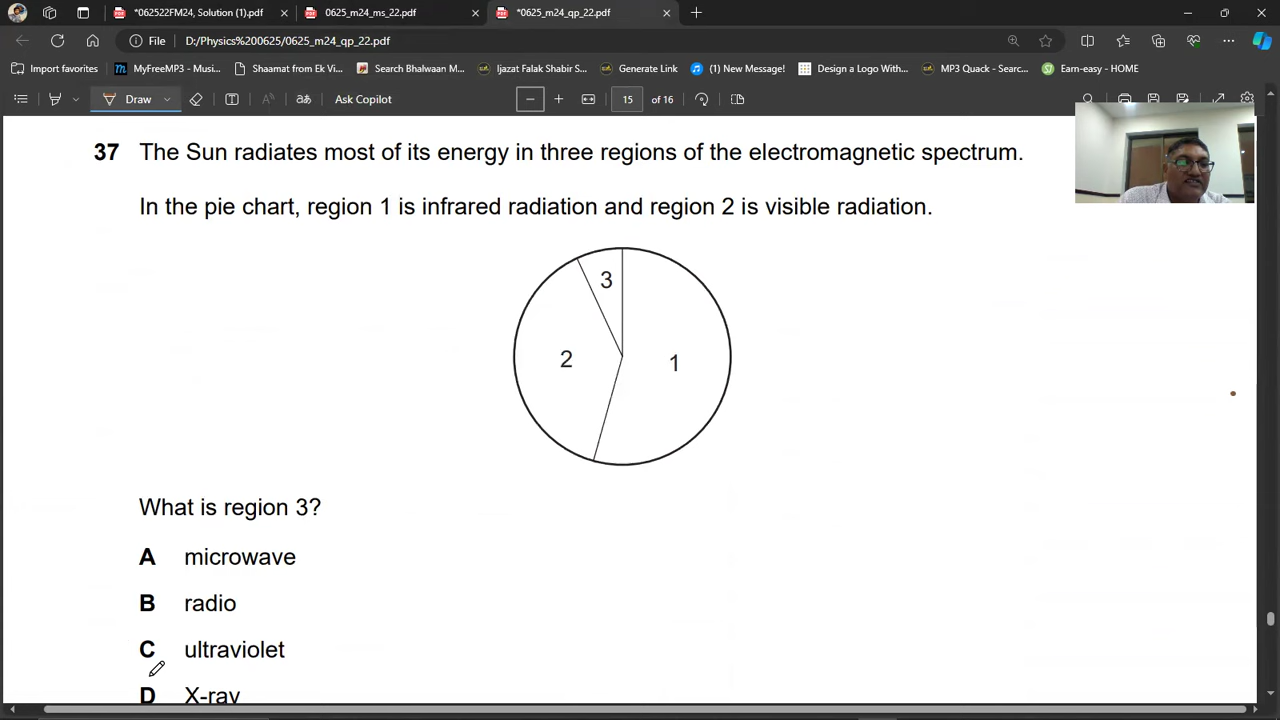 *062522FM24, Solution (1).pdf
0625_m24_ms_22.pdf
*0625_m24_qp_22.pdf
File
D:/Physics%200625/0625_m24_qp_22.pdf
Import favorites
MyFreeMP3 - Musi...
Shaamat from Ek Vi...
Search Bhalwaan M...
Ijazat Falak Shabir S...
Generate Link
(1) New Message!
Design a Logo With...
MP3 Quack - Searc...
Earn-easy - HOME
Draw
Ask Copilot
15 of 16
37 The Sun radiates most of its energy in three regions of the electromagnetic spectrum.
In the pie chart, region 1 is infrared radiation and region 2 is visible radiation.
3
2
1
What is region 3?
A microwave
B radio
C ultraviolet
D X-ray